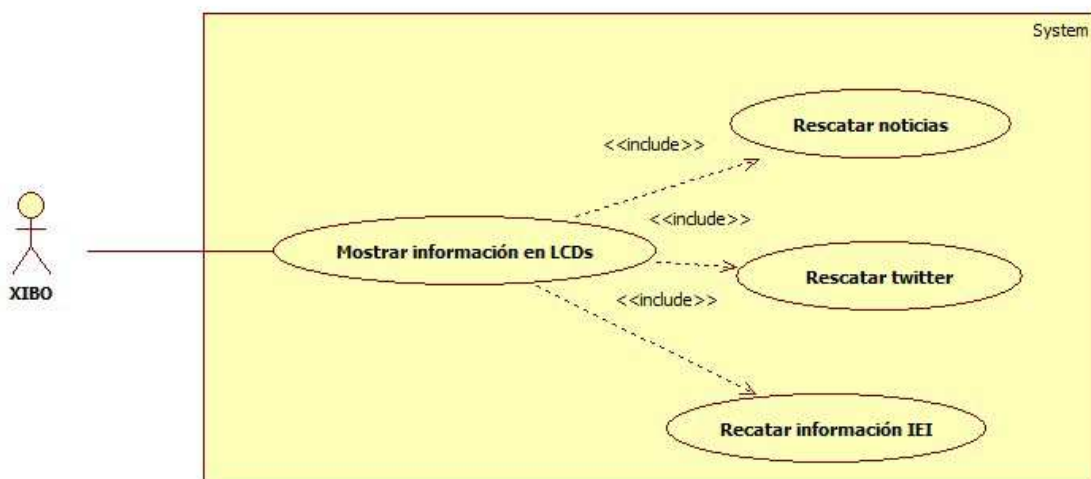 System
Rescatar noticias
<<include>>
<<include>>
Mostrar información en LCDs
Rescatar twitter
XIBO
<<include>>
Recatar información IEI